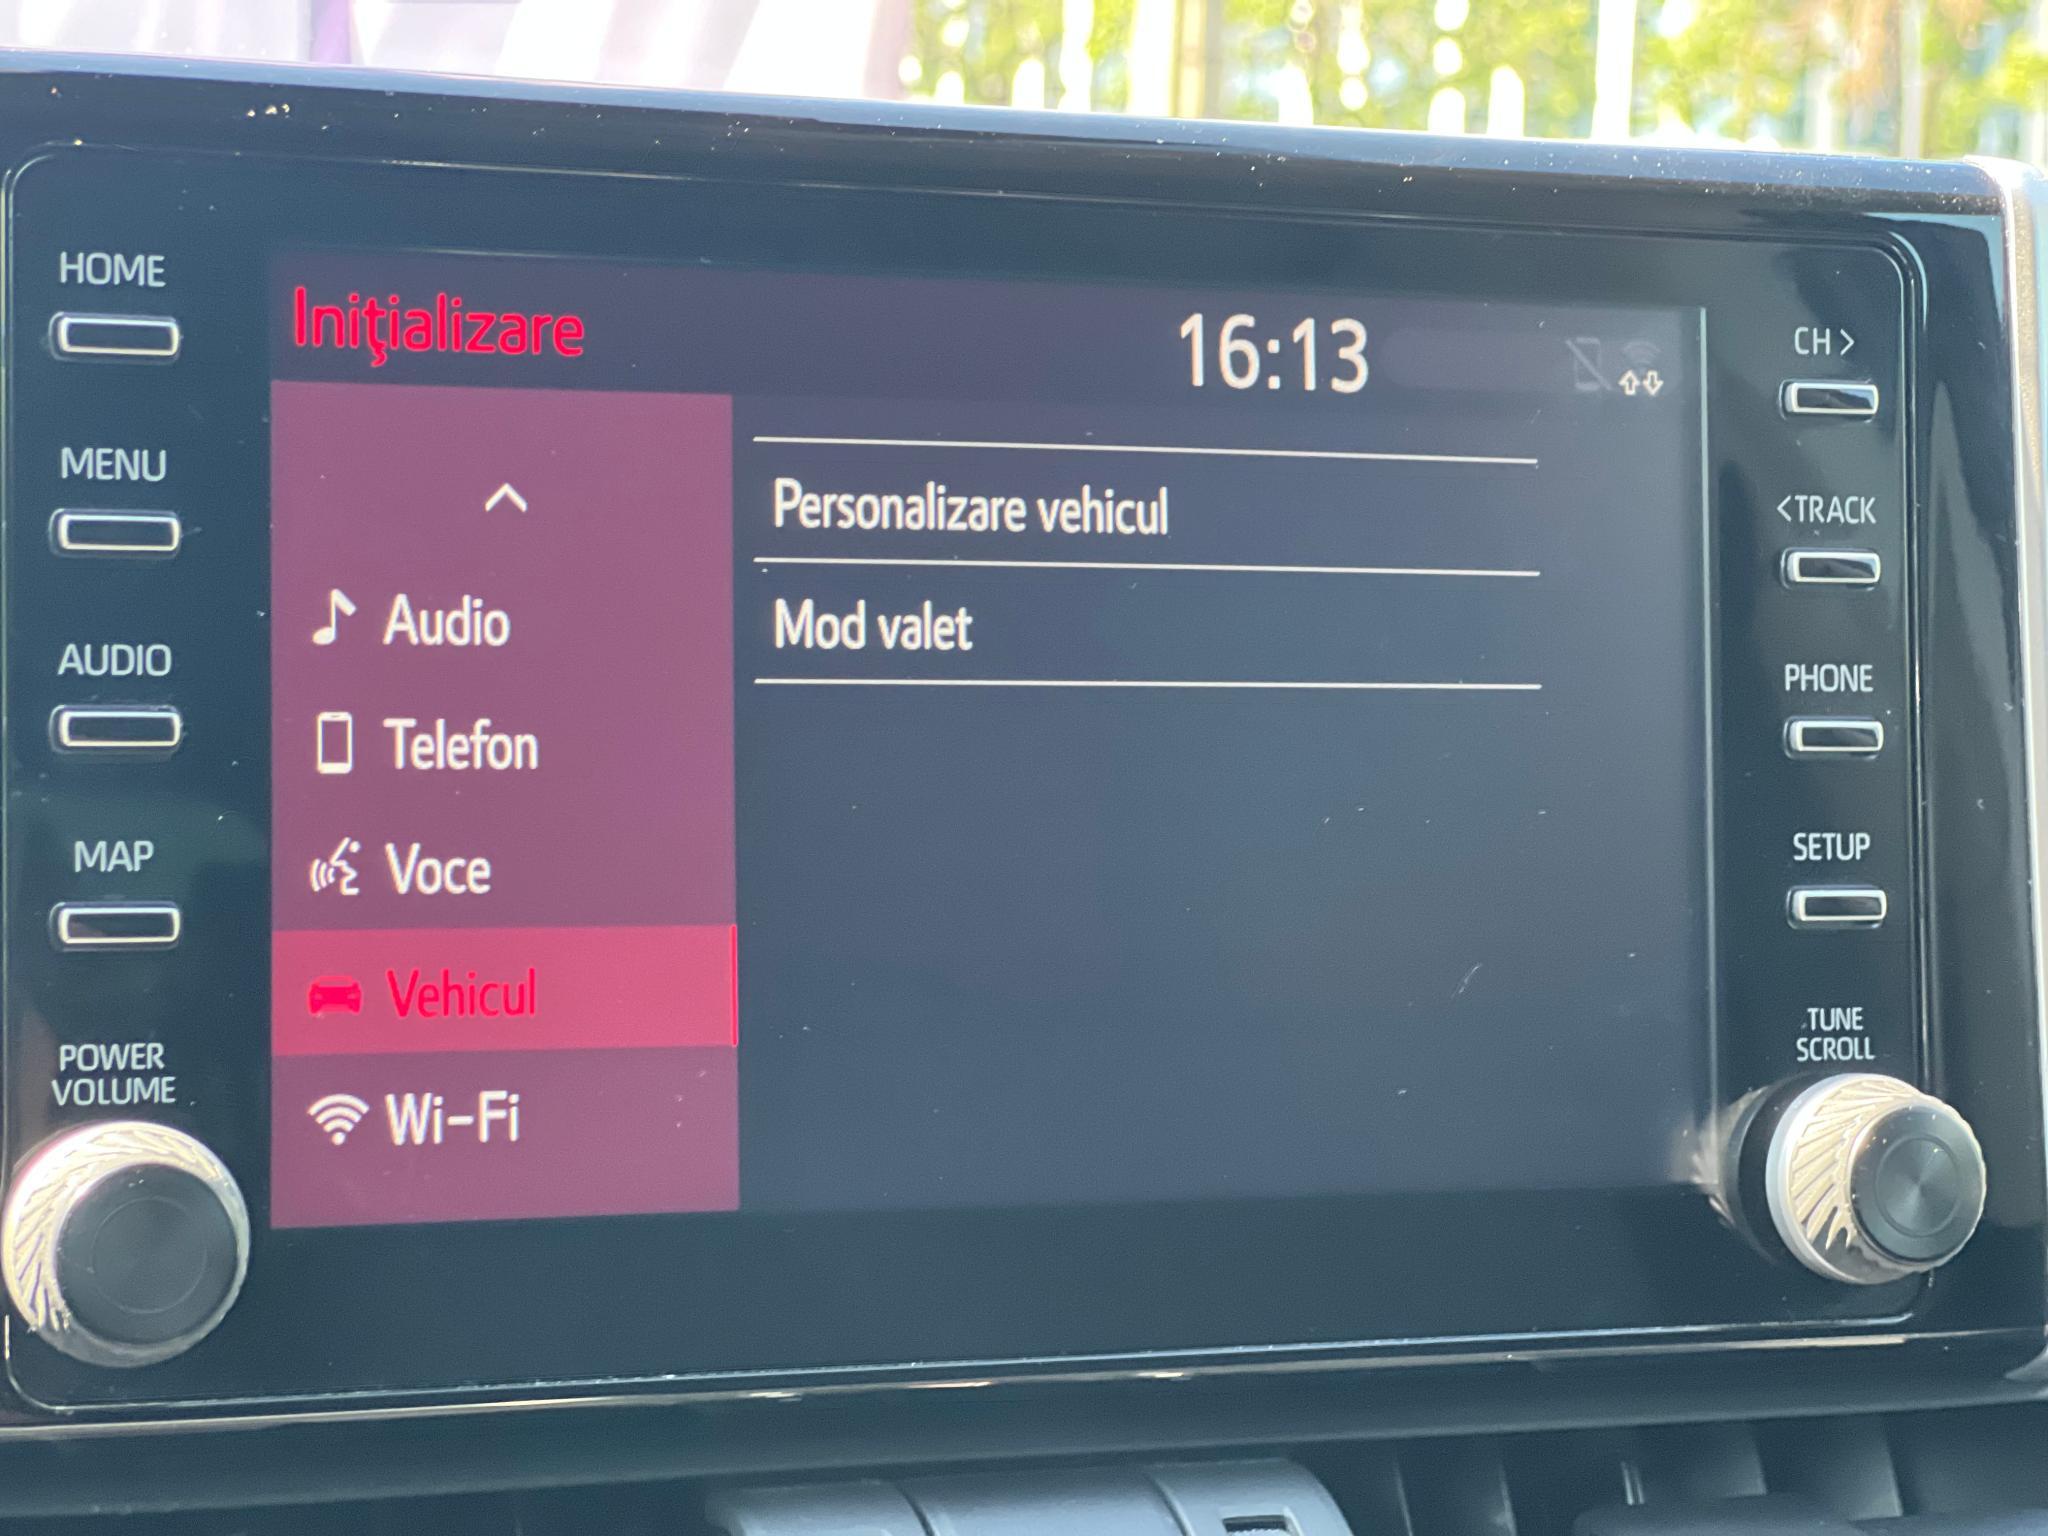 HOME
MENU
AUDIO
MAP
POWER
VOLUME
Iniţializare
16:13
Audio
Telefon
Voce
Vehicul
Wi-Fi
Personalizare vehicul
Mod valet
CH >
< TRACK
PHONE
SETUP
TUNE
SCROLL